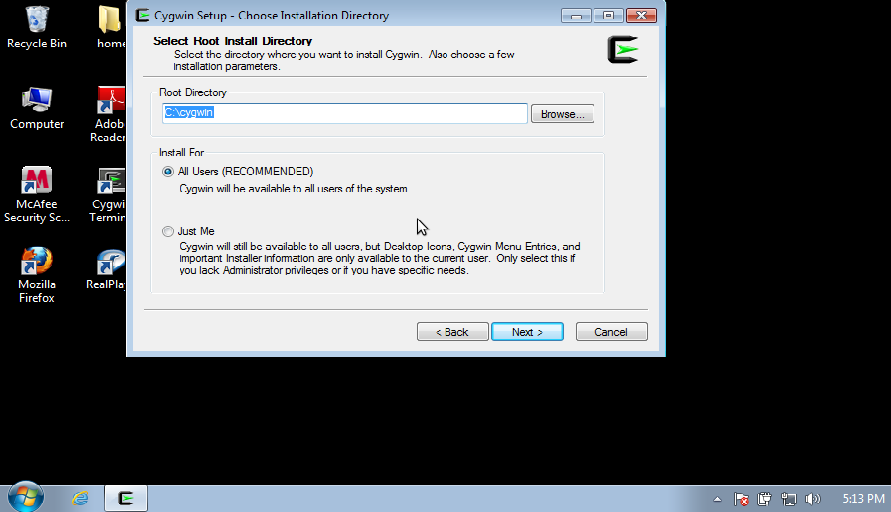 Cygwin Setup - Choose Installation Directory
Select Root Install Directory
Select the directory where you want to install Cygwin. Also choose a few
installation parameters.
Root Directory
C:\cygwin
Browse...
Install For
All Users (RECOMMENDED)
Cygwin will be available to all users of the system
Just Me
Cygwin will still be available to all users, but Desktop Icons, Cygwin Menu Entries, and
important Installer information are only available to the current user. Only select this if
you lack Administrator privileges or if you have specific needs.
< Back
Next >
Cancel
Recycle Bin
home
Computer
Adob
Reader
McAfee
Security Sc...
Cygwi
Termin
Mozilla
Firefox
RealPlay
5:13 PM